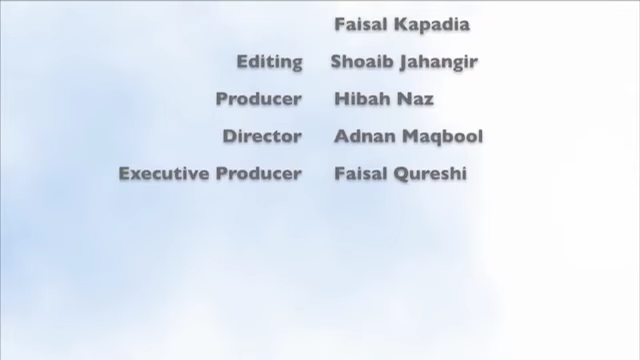 Faisal Kapadia
Editing Shoaib Jahangir
Producer Hibah Naz
Director Adnan Maqbool
Executive Producer Faisal Qureshi